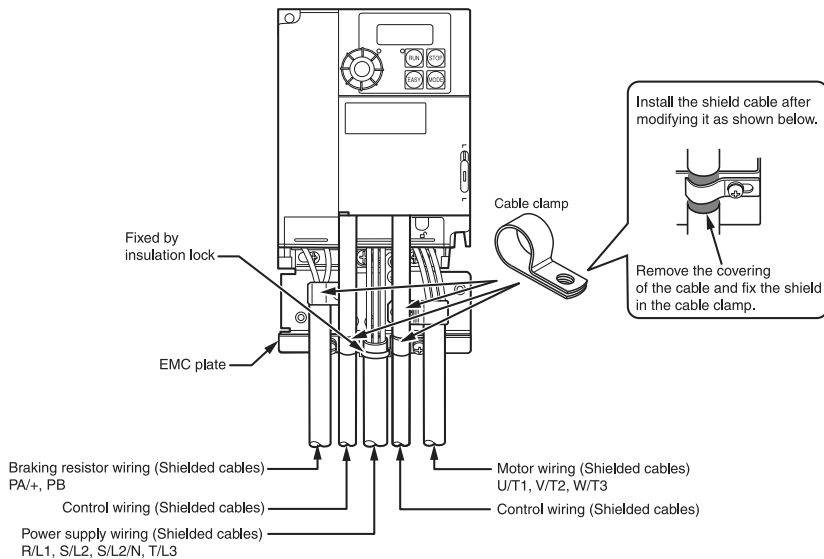 RUN STOP
EASY MODE
Install the shield cable after
modifying it as shown below.
Cable clamp
Fixed by
insulation lock
Remove the covering
of the cable and fix the shield
in the cable clamp.
EMC plate
Braking resistor wiring (Shielded cables)
PA/+, PB
Motor wiring (Shielded cables)
U/T1, V/T2, W/T3
Control wiring (Shielded cables)
Control wiring (Shielded cables)
Power supply wiring (Shielded cables)
R/L1, S/L2, S/L2/N, T/L3